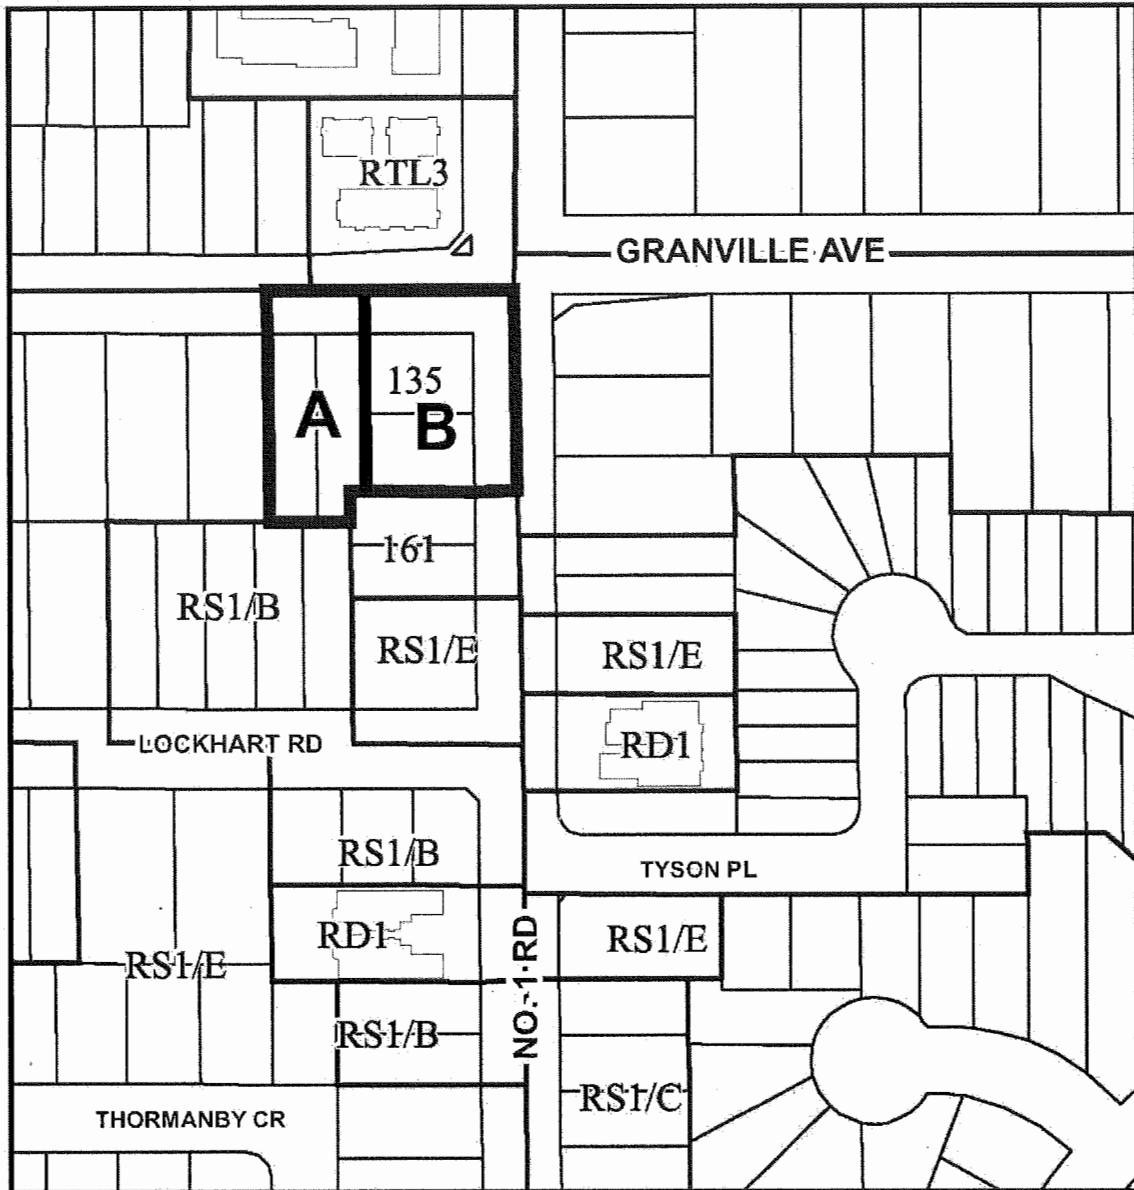 RTL3
GRANVILLE AVE
135
A
B
161
RS1/B
RS1/E
RS1/E
LOCKHART RD
RD1
RS1/B
TYSON PL
RD1
RS1/E
RS1/E
NO. 1 RD
RS1/B
RS1/C
THORMANBY CR